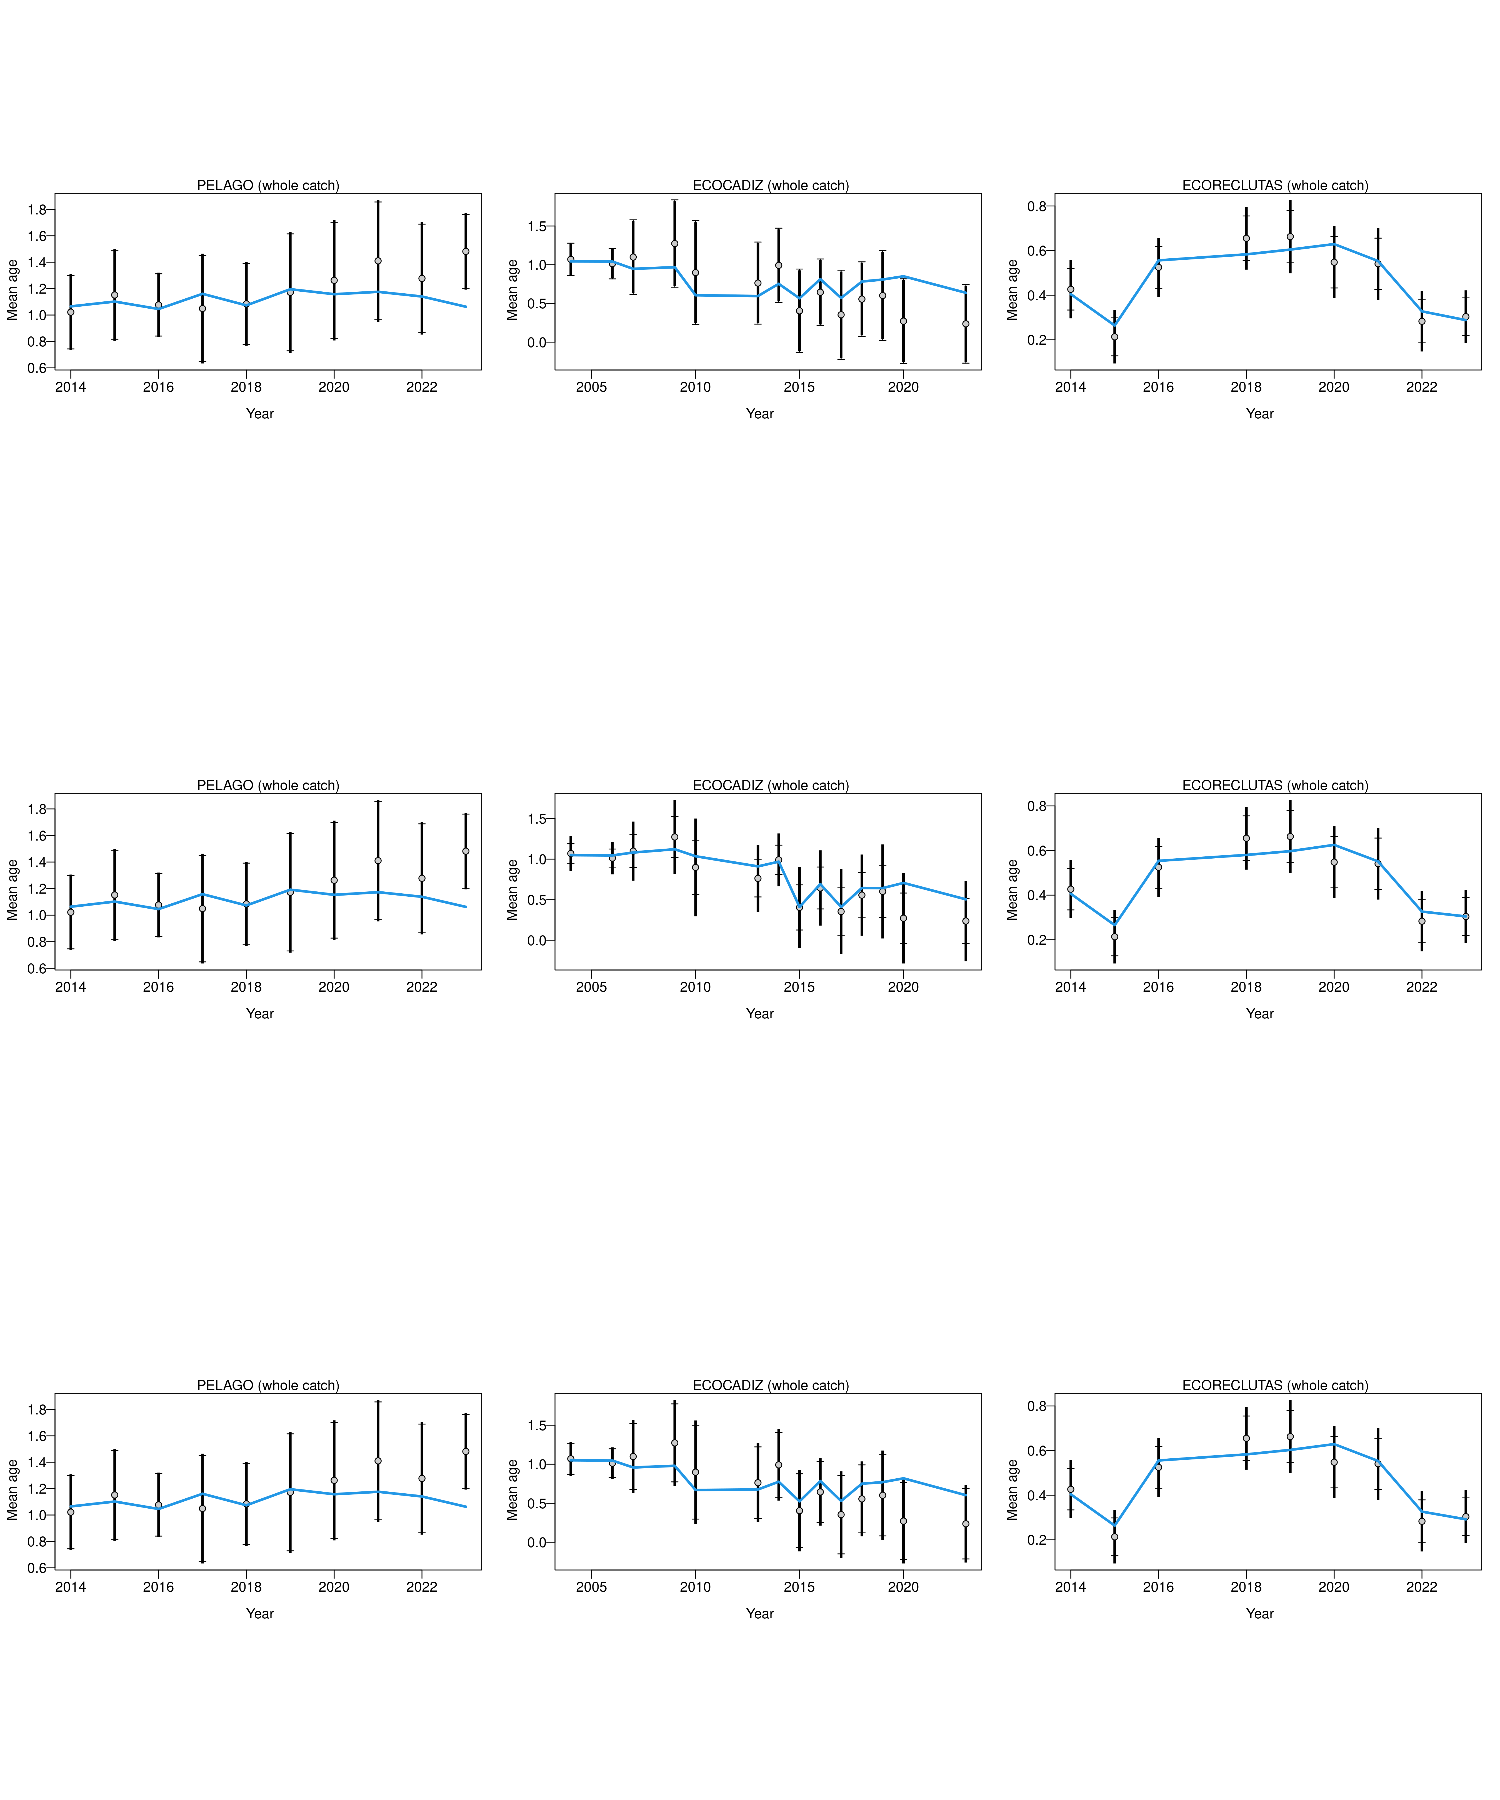 PELAGO (whole catch)
Mean age
1.8
1.6
1.4
1.2
1.0
0.8
0.6
2014 2016 2018 2020 2022
Year
ECOCADIZ (whole catch)
Mean age
1.5
1.0
0.5
0.0
2005 2010 2015 2020
Year
ECORECLUTAS (whole catch)
Mean age
0.8
0.6
0.4
0.2
2014 2016 2018 2020 2022
Year
PELAGO (whole catch)
Mean age
1.8
1.6
1.4
1.2
1.0
0.8
0.6
2014 2016 2018 2020 2022
Year
ECOCADIZ (whole catch)
Mean age
1.5
1.0
0.5
0.0
2005 2010 2015 2020
Year
ECORECLUTAS (whole catch)
Mean age
0.8
0.6
0.4
0.2
2014 2016 2018 2020 2022
Year
PELAGO (whole catch)
Mean age
1.8
1.6
1.4
1.2
1.0
0.8
0.6
2014 2016 2018 2020 2022
Year
ECOCADIZ (whole catch)
Mean age
1.5
1.0
0.5
0.0
2005 2010 2015 2020
Year
ECORECLUTAS (whole catch)
Mean age
0.8
0.6
0.4
0.2
2014 2016 2018 2020 2022
Year